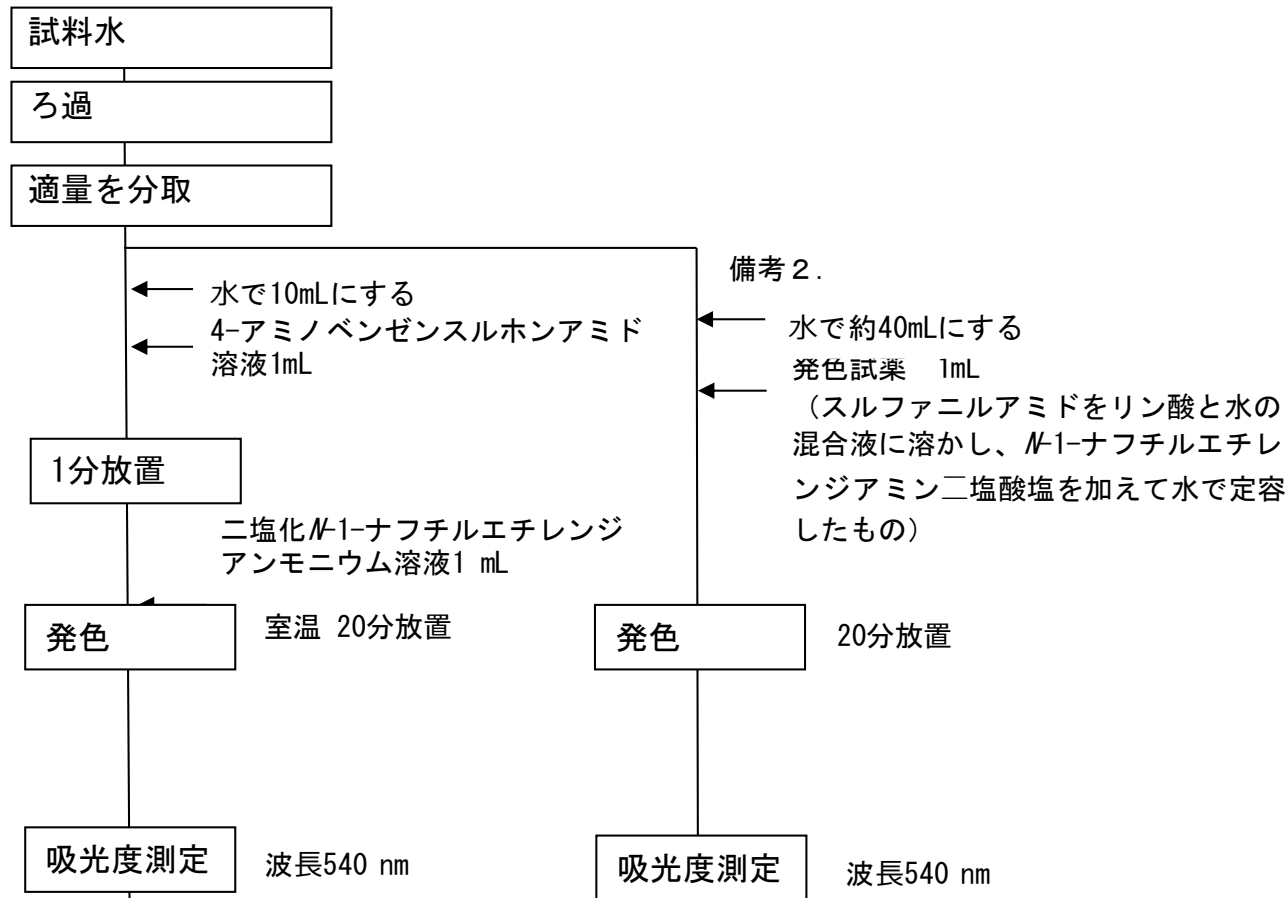 試料水
ろ過
適量を分取
水で10mLにする
4-アミノベンゼンスルホンアミド
溶液1mL
1分放置
二塩化N-1-ナフチルエチレンジ
アンモニウム溶液1 mL
発色
室温 20分放置
吸光度測定
波長540 nm
備考２.
水で約40mLにする
発色試薬　1mL
（スルファニルアミドをリン酸と水の
混合液に溶かし、N-1-ナフチルエチレ
ンジアミン二塩酸塩を加えて水で定容
したもの）
発色
20分放置
吸光度測定
波長540 nm